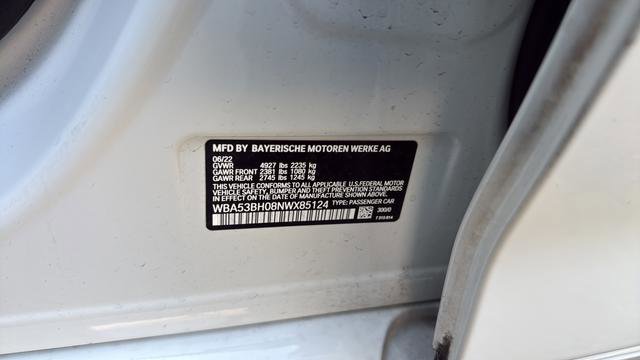 MFD BY BAYERISCHE MOTOREN WERKE AG
06/22
GVWR 4927 lbs 2235 kg
GAWR FRONT 2381 lbs 1080 kg
GAWR REAR 2745 lbs 1245 kg
THIS VEHICLE CONFORMS TO ALL APPLICABLE U.S.FEDERAL MOTOR
VEHICLE SAFETY, BUMPER AND THEFT PREVENTION STANDARDS IN
EFFECT ON THE DATE OF MANUFACTURE SHOWN ABOVE.
WBA53BH08NWX85124 TYPE: PASSENGER CAR
300/0